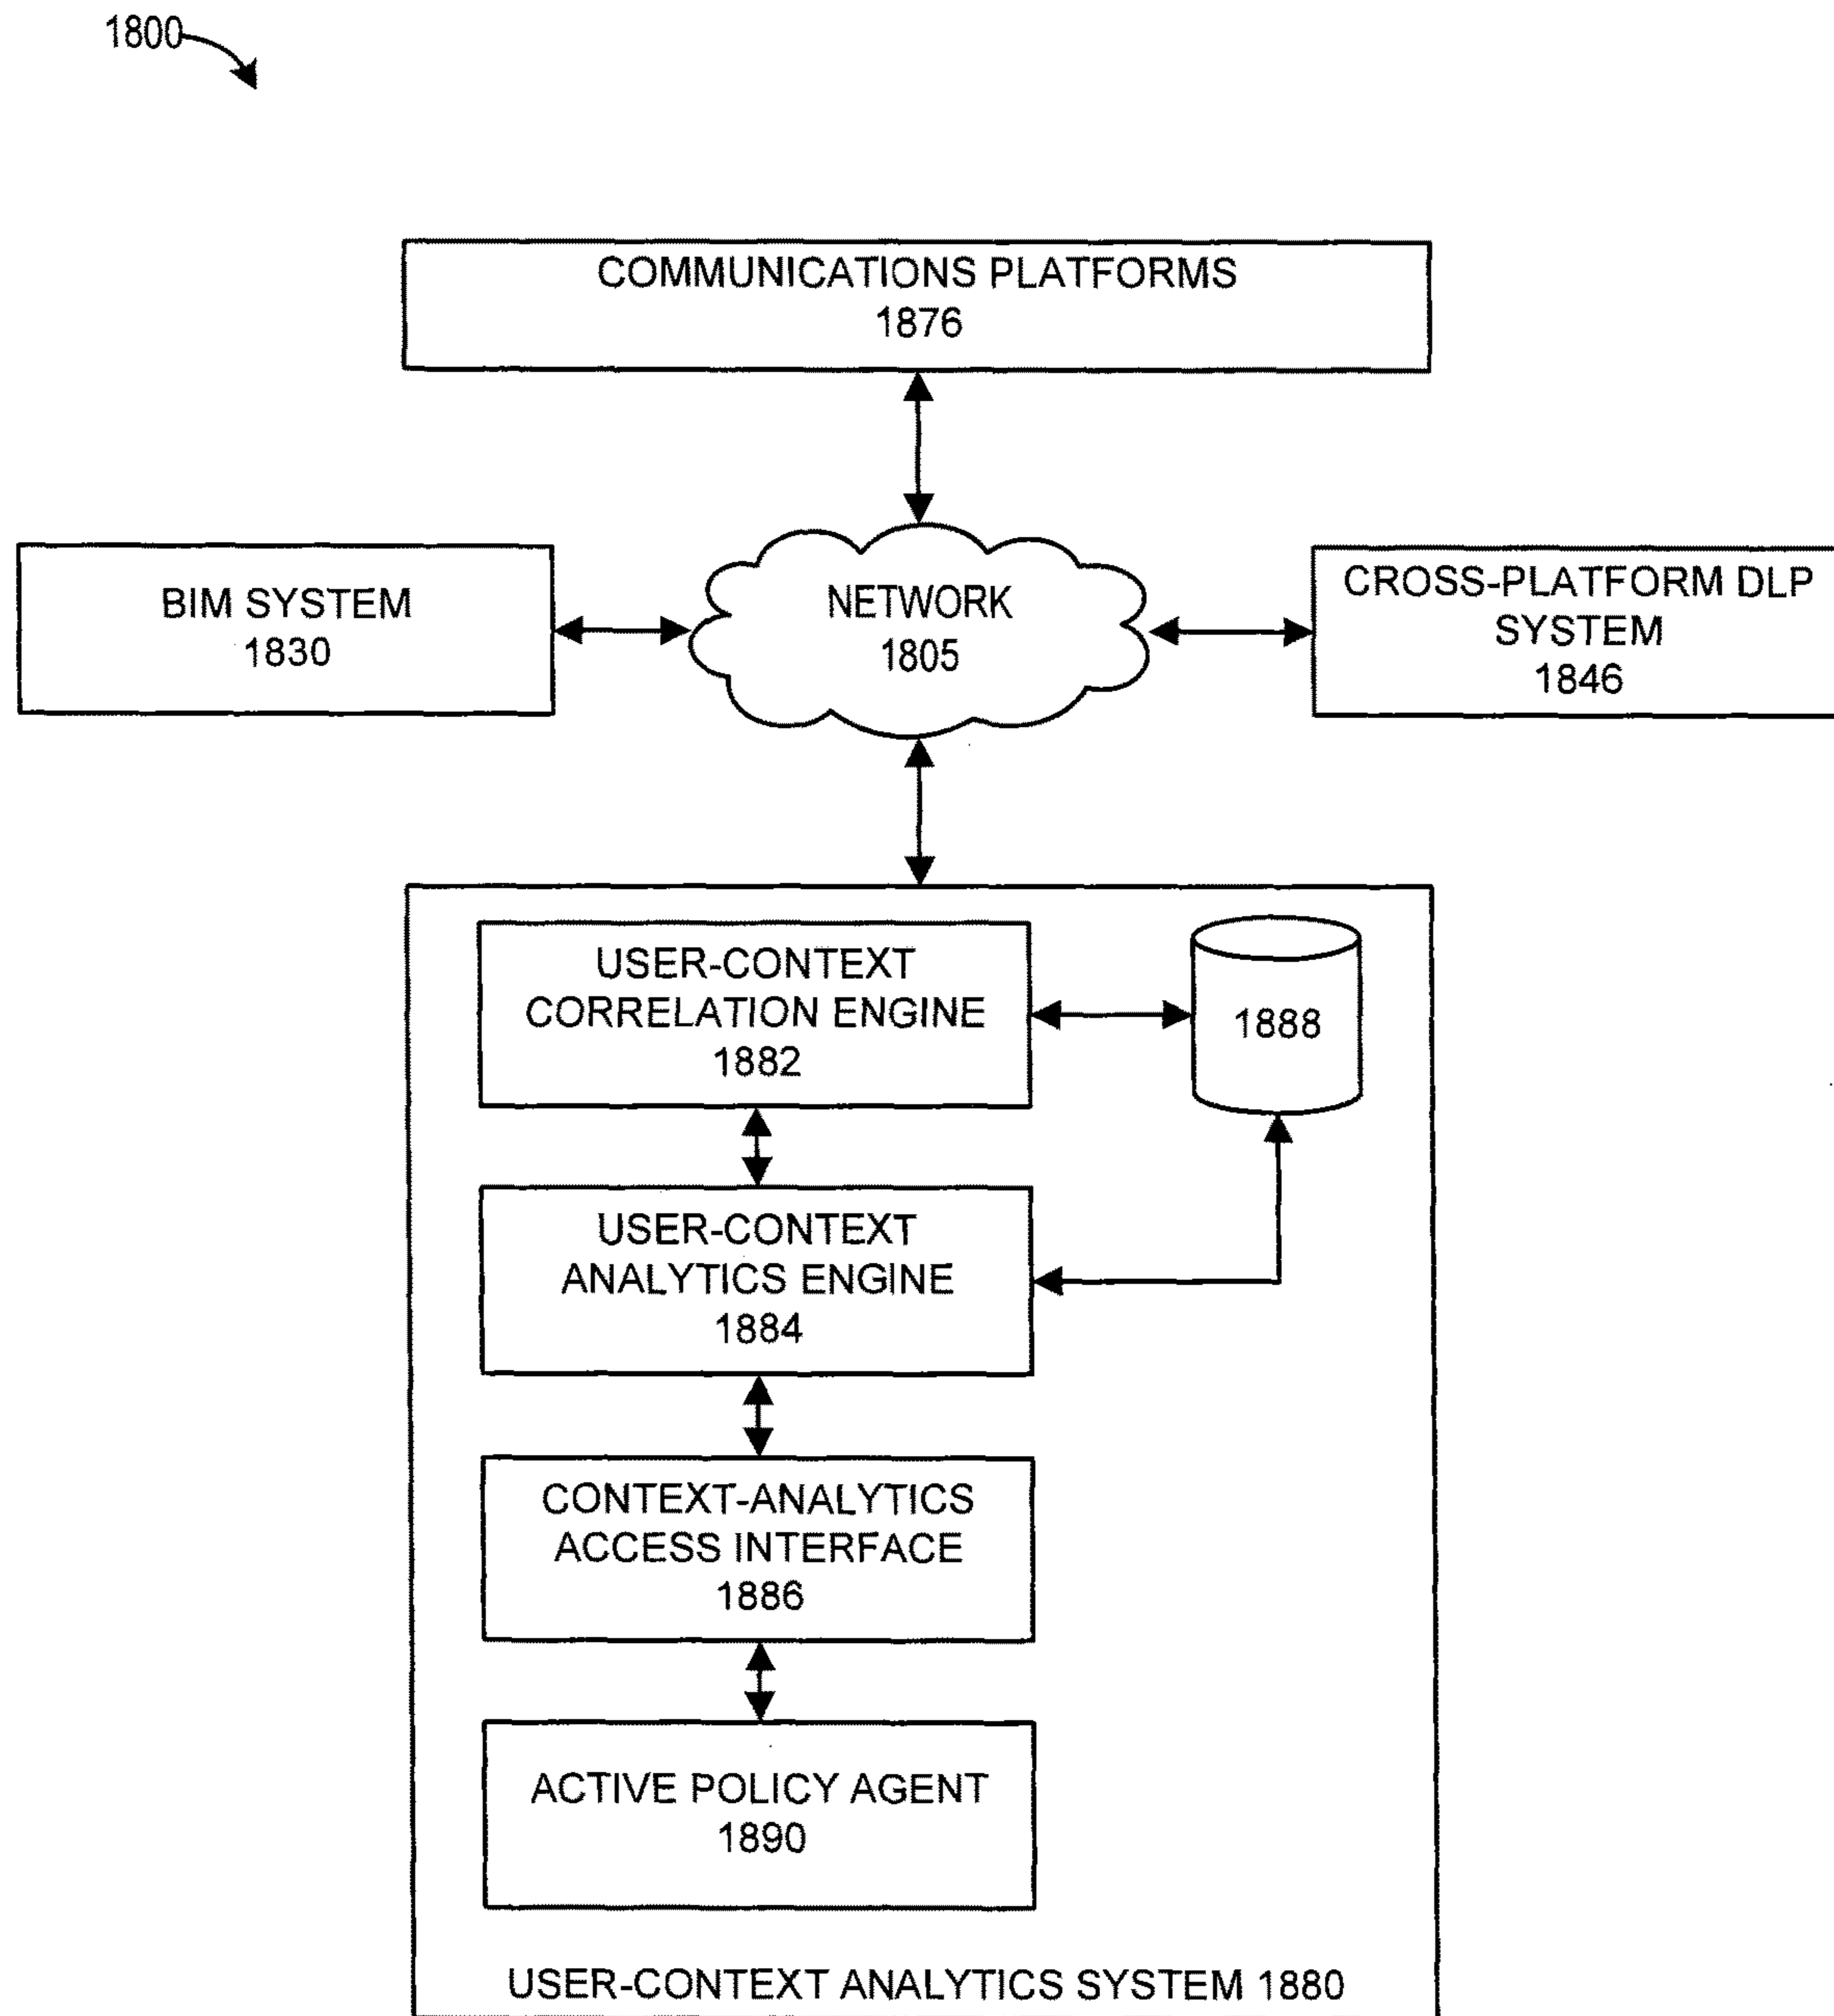 1800
COMMUNICATIONS PLATFORMS
1876
BIM SYSTEM
1830
NETWORK
1805
CROSS-PLATFORM DLP
SYSTEM
1846
USER-CONTEXT
CORRELATION ENGINE
1882
1888
USER-CONTEXT
ANALYTICS ENGINE
1884
CONTEXT-ANALYTICS
ACCESS INTERFACE
1886
ACTIVE POLICY AGENT
1890
USER-CONTEXT ANALYTICS SYSTEM 1880